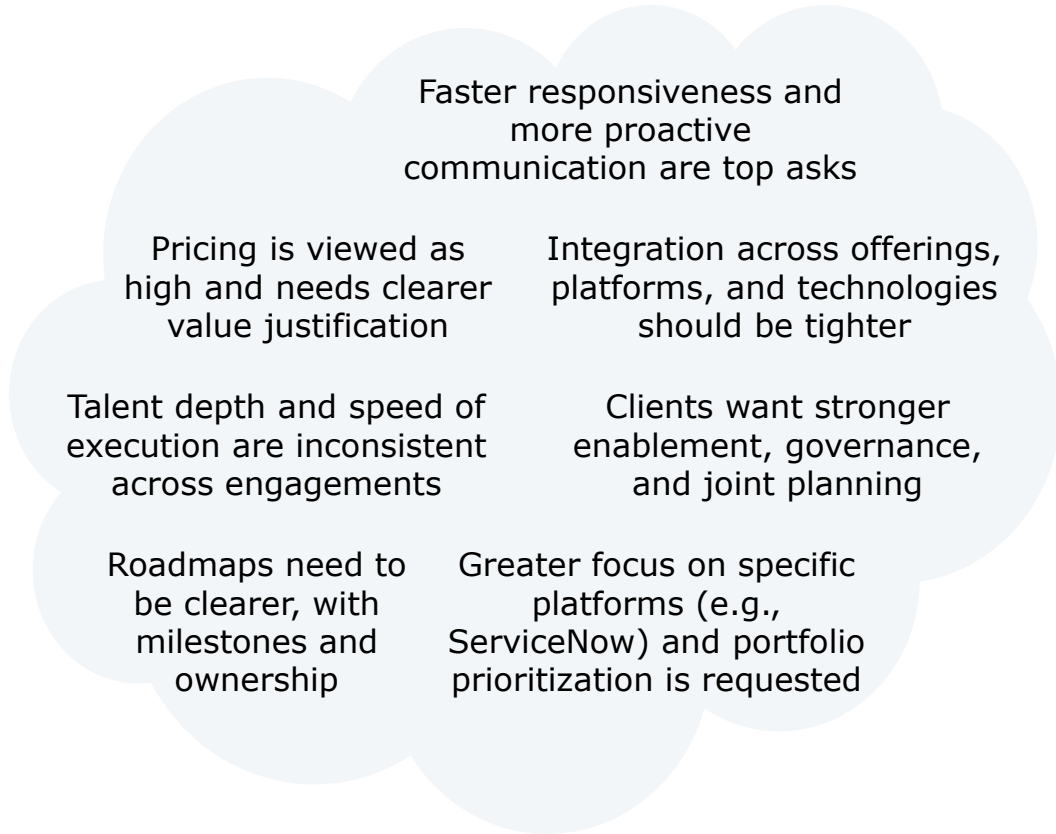 Faster responsiveness and
more proactive
communication are top asks
Pricing is viewed as
high and needs clearer
value justification
Integration across offerings,
platforms, and technologies
should be tighter
Talent depth and speed of
execution are inconsistent
across engagements
Clients want stronger
enablement, governance,
and joint planning
Roadmaps need to
be clearer, with
milestones and
ownership
Greater focus on specific
platforms (e.g.,
ServiceNow) and portfolio
prioritization is requested